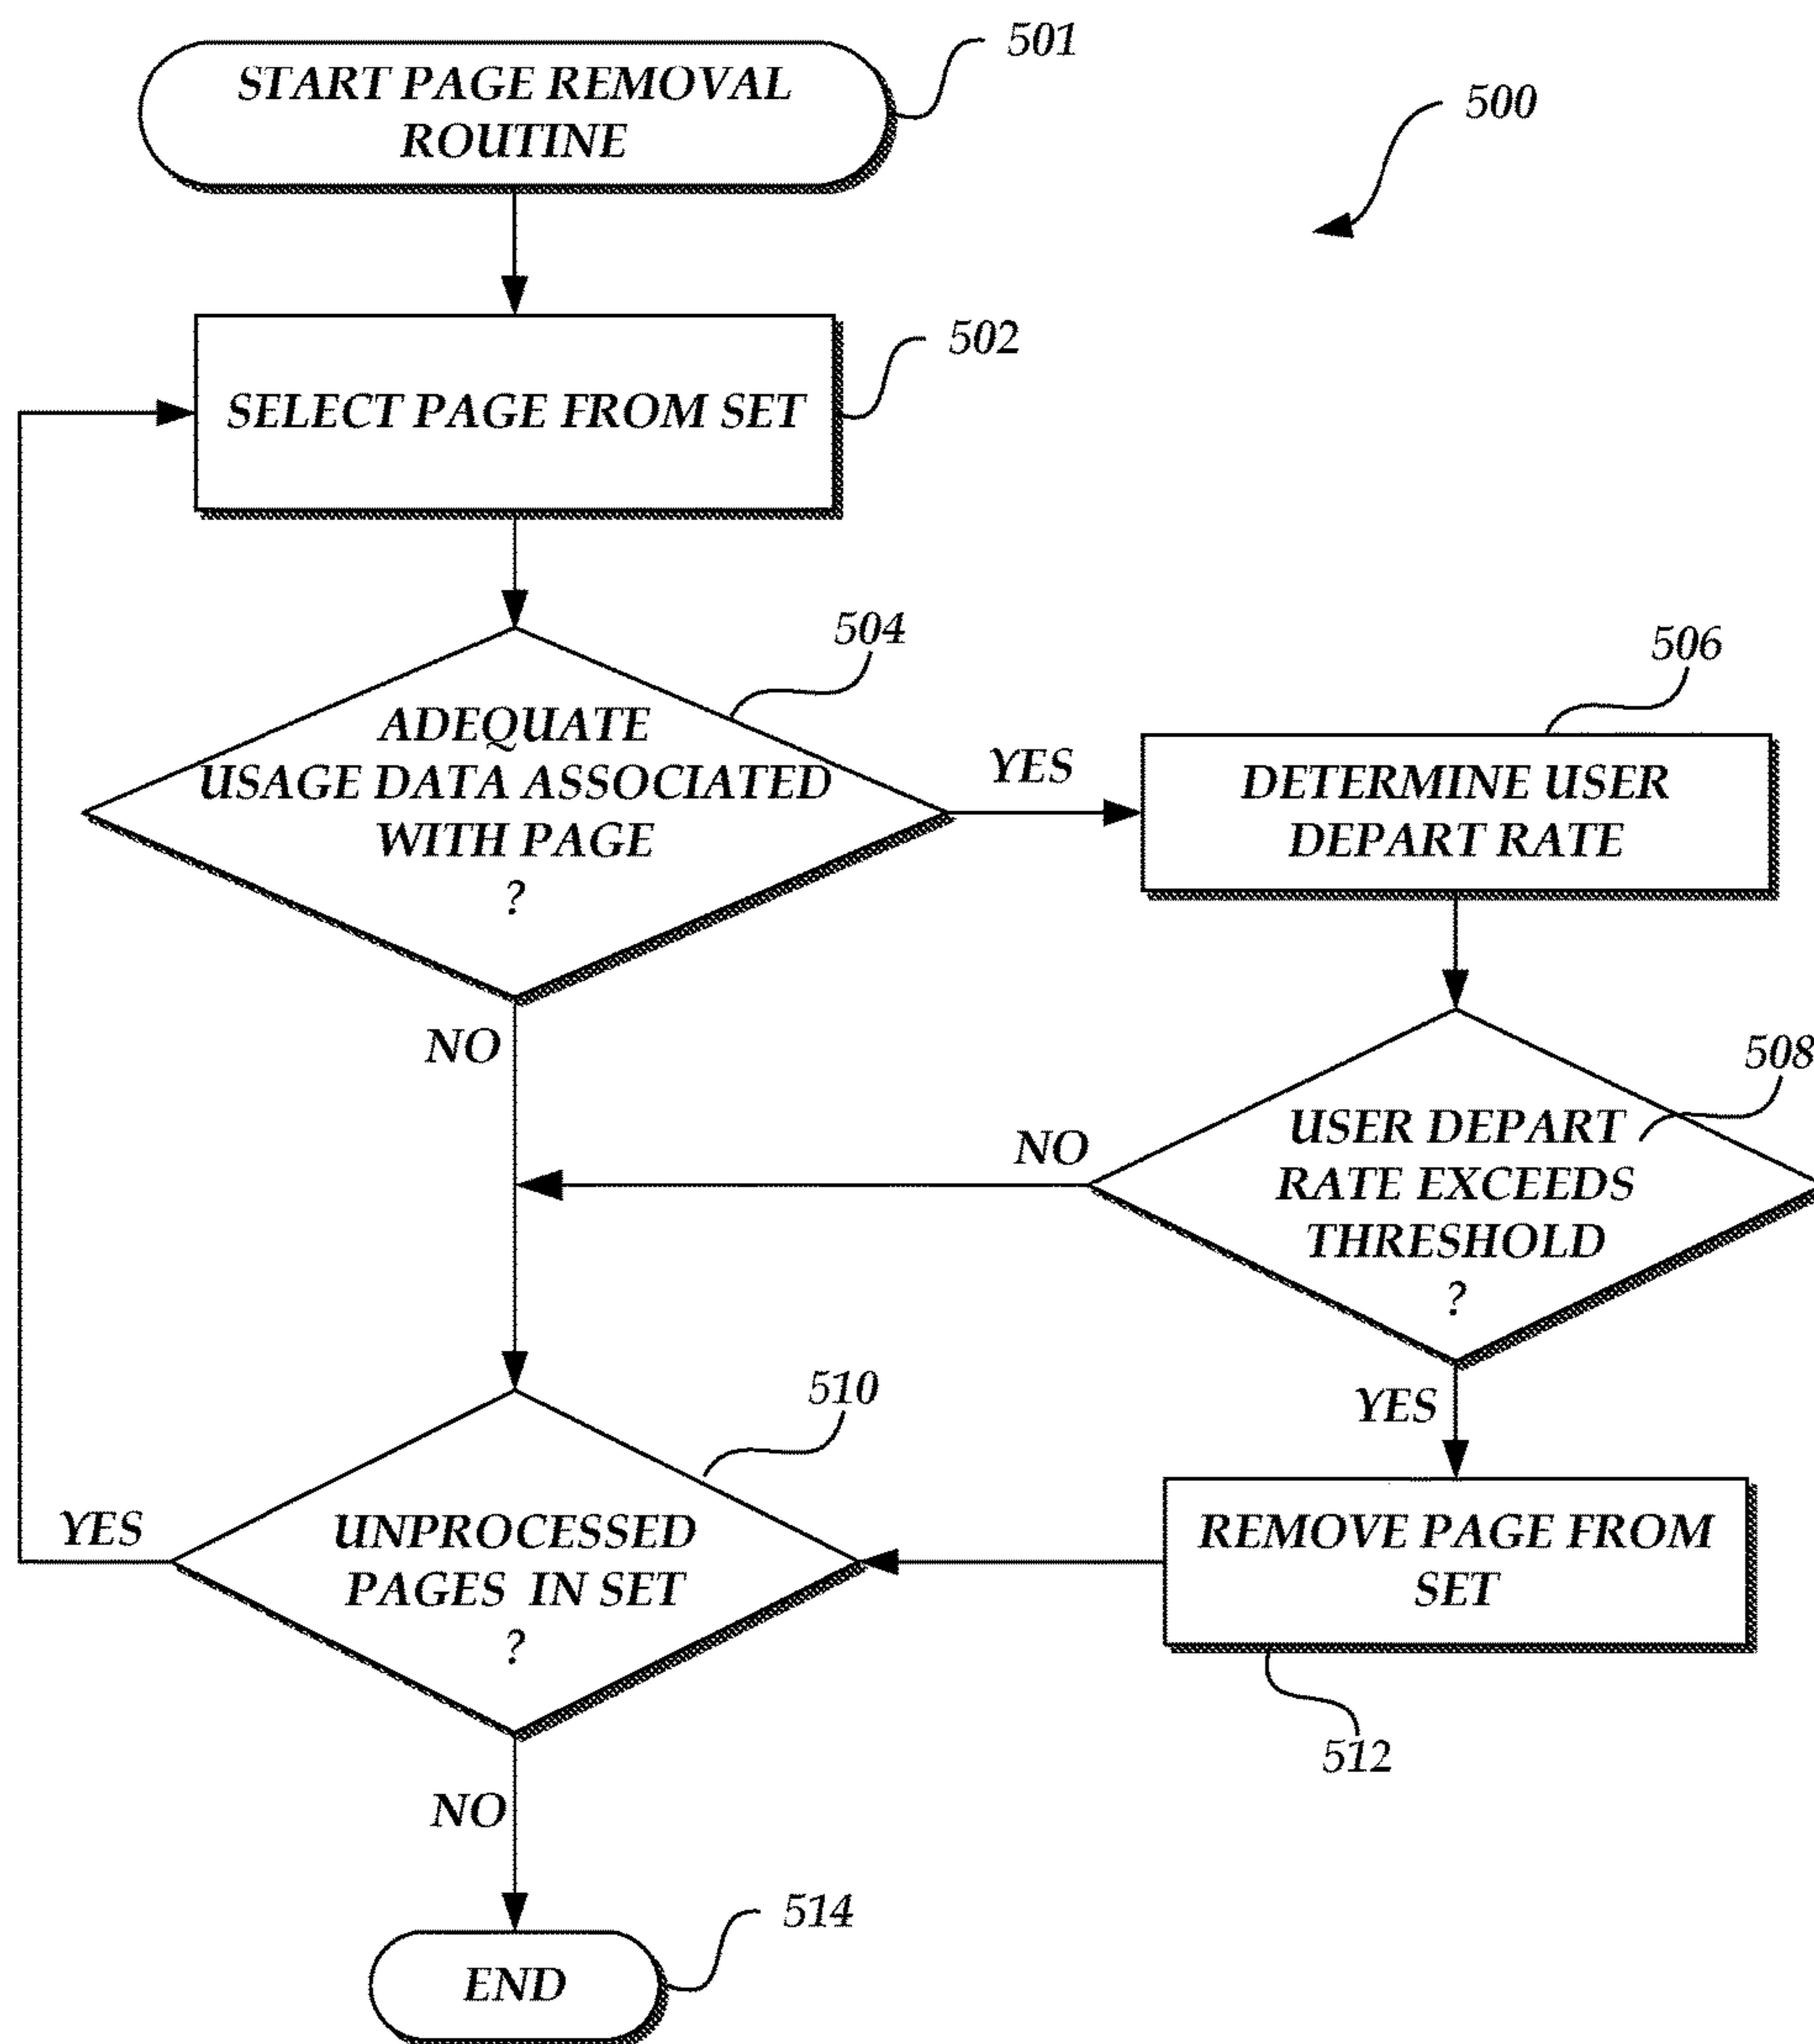 START PAGE REMOVAL
ROUTINE
501
500
SELECT PAGE FROM SET
502
504
ADEQUATE
USAGE DATA ASSOCIATED
WITH PAGE
?
YES
506
DETERMINE USER
DEPART RATE
NO
508
USER DEPART
RATE EXCEEDS
THRESHOLD
?
NO
YES
510
UNPROCESSED
PAGES IN SET
?
YES
REMOVE PAGE FROM
SET
512
NO
514
END